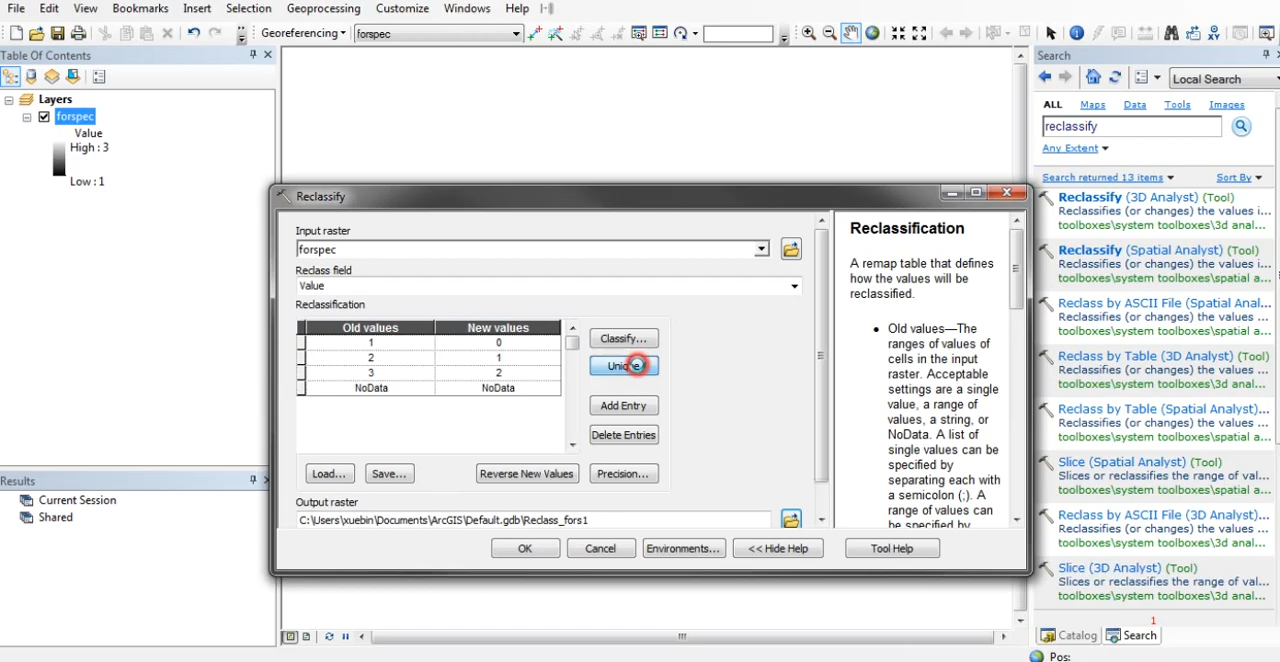 File Edit View Bookmarks Insert Selection Geoprocessing Customize Windows Help
Georeferencing forspec
Table Of Contents
Layers
forspec
Value
High : 3
Low : 1
Results
Current Session
Shared
Reclassify
Input raster
forspec
Reclass field
Value
Reclassification
Old values New values
1 0
2 1
3 2
NoData NoData
Classify...
Unique
Add Entry
Delete Entries
Load... Save... Reverse New Values Precision...
Output raster
C:\Users\xuebin\Documents\ArcGIS\Default.gdb\Reclass_fors1
OK Cancel Environments... << Hide Help Tool Help
Reclassification
A remap table that defines
how the values will be
reclassified.
• Old values—The
ranges of values of
cells in the input
raster. Acceptable
settings are a single
value, a range of
values, a string, or
NoData. A list of
single values can be
specified by
separating each with
a semicolon (;). A
range of values can
be specified by
Search
Local Search
ALL Maps Data Tools Images
reclassify
Any Extent
Search returned 13 items Sort By
Reclassify (3D Analyst) (Tool)
Reclassifies (or changes) the values i...
toolboxes\system toolboxes\3d anal...
Reclassify (Spatial Analyst) (Tool)
Reclassifies (or changes) the values i...
toolboxes\system toolboxes\spatial a...
Reclass by ASCII File (Spatial Anal...
Reclassifies (or changes) the values ...
toolboxes\system toolboxes\spatial a...
Reclass by Table (3D Analyst) (Tool)
Reclassifies (or changes) the values ...
toolboxes\system toolboxes\3d anal...
Reclass by Table (Spatial Analyst)...
Reclassifies (or changes) the values ...
toolboxes\system toolboxes\spatial a...
Slice (Spatial Analyst) (Tool)
Slices or reclassifies the range of val...
toolboxes\system toolboxes\spatial a...
Reclass by ASCII File (3D Analyst)...
Reclassifies (or changes) the values ...
toolboxes\system toolboxes\3d anal...
Slice (3D Analyst) (Tool)
Slices or reclassifies the range of val...
toolboxes\system toolboxes\3d anal...
1
Catalog Search
Pos: